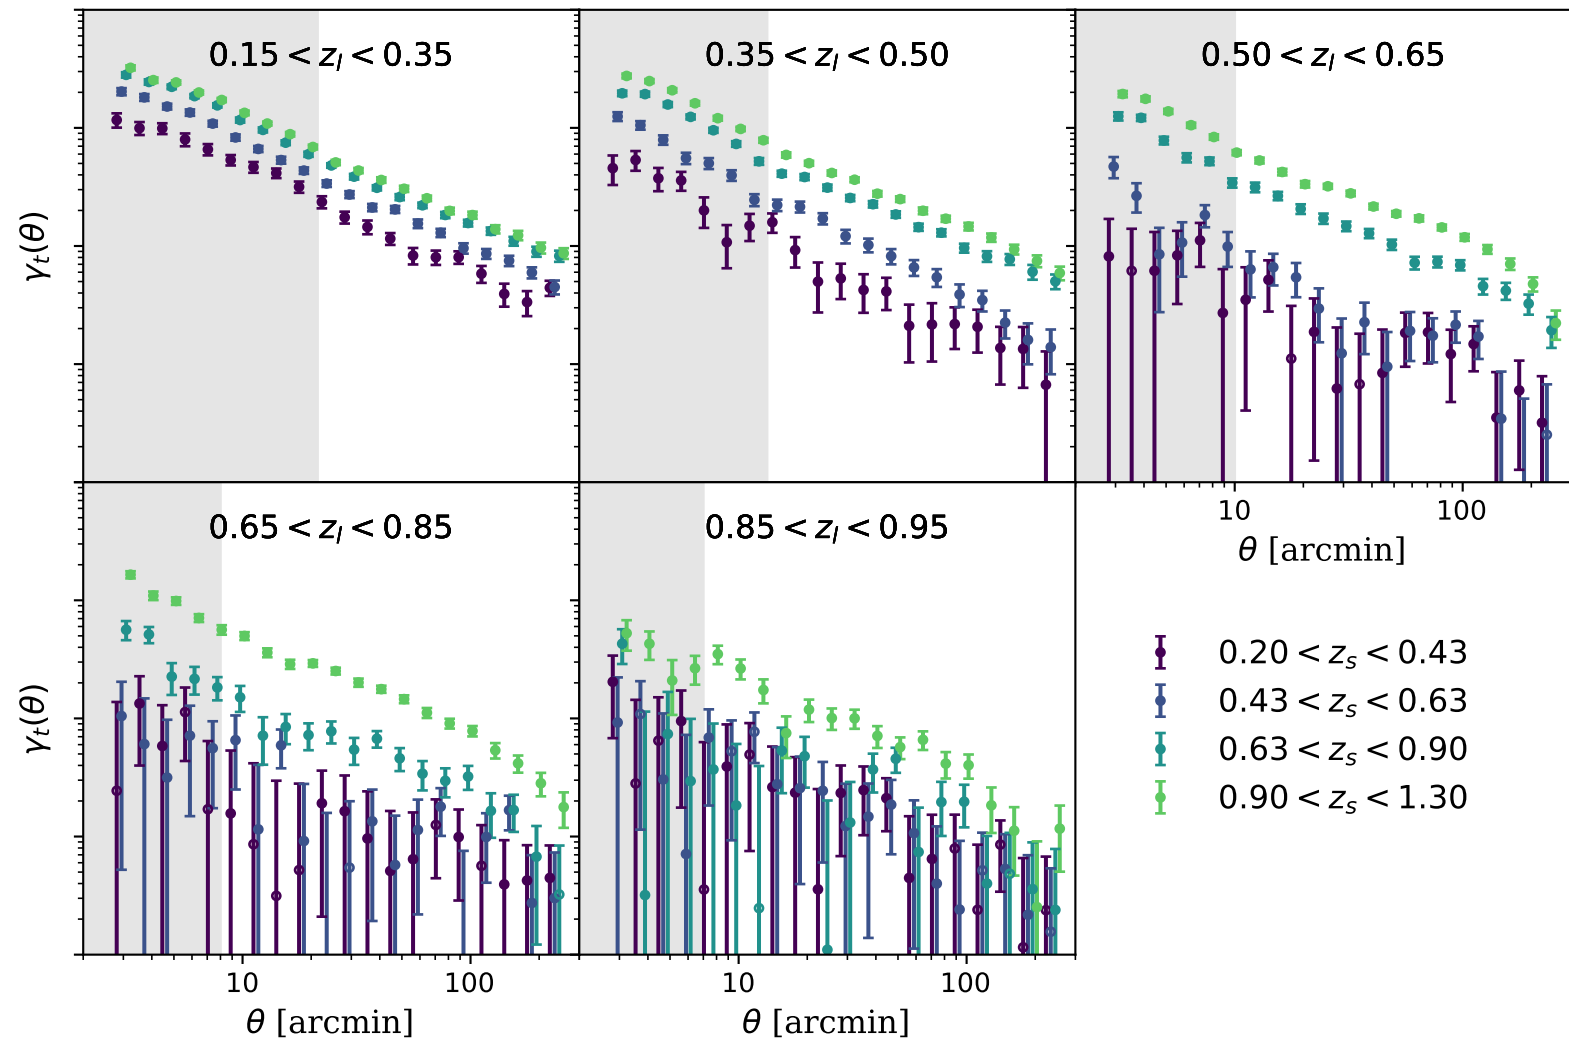 0.15 < z_l < 0.35
0.35 < z_l < 0.50
0.50 < z_l < 0.65
γ_t(θ)
10 100
θ [arcmin]
0.65 < z_l < 0.85
0.85 < z_l < 0.95
γ_t(θ)
0.20 < z_s < 0.43
0.43 < z_s < 0.63
0.63 < z_s < 0.90
0.90 < z_s < 1.30
10 100
10 100
θ [arcmin]
θ [arcmin]